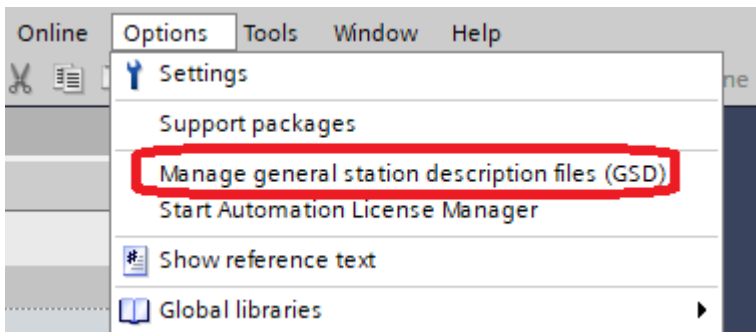 Online Options Tools Window Help
ne
Settings
Support packages
Manage general station description files (GSD)
Start Automation License Manager
Show reference text
Global libraries